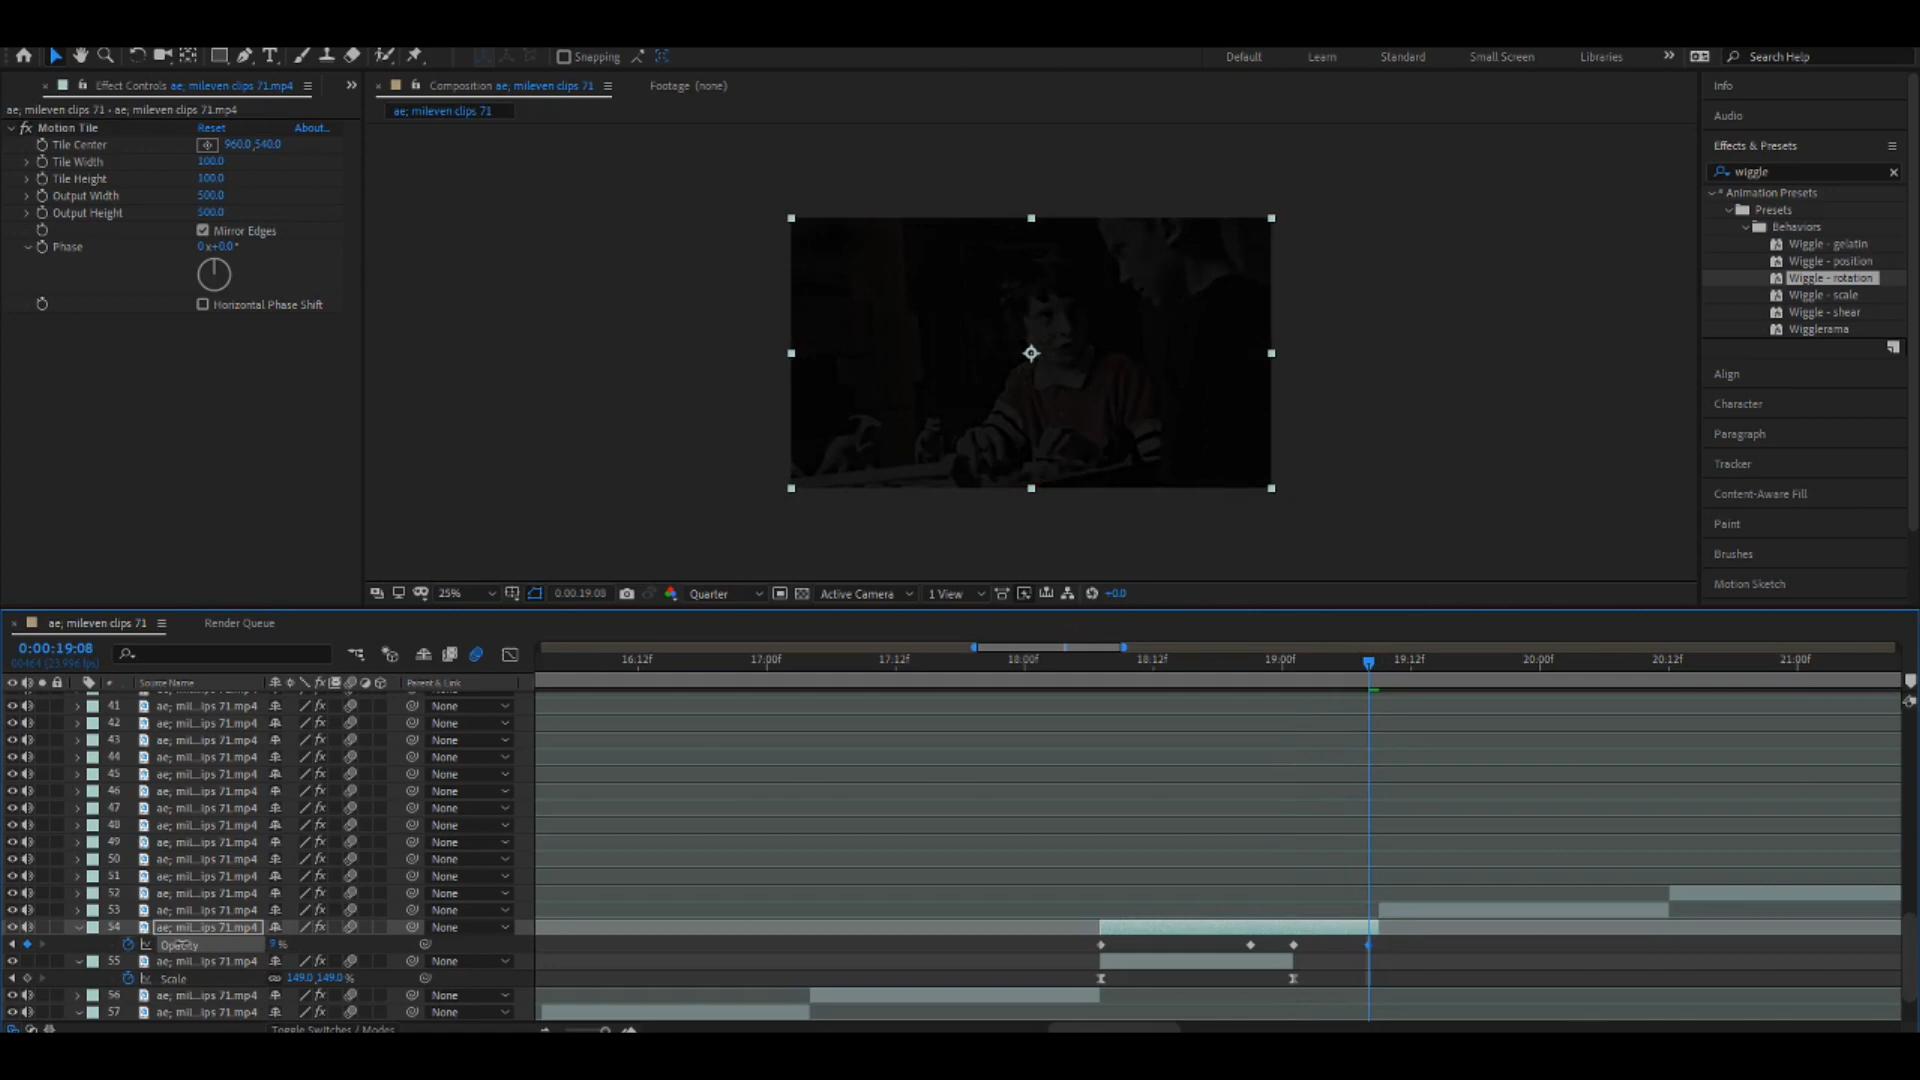 Snapping
Default
Learn
Standard
Small Screen
Libraries
Search Help
Effect Controls ae; mileven clips 71.mp4
Composition ae; mileven clips 71
Footage (none)
Info
ae; mileven clips 71 • ae; mileven clips 71.mp4
ae; mileven clips 71
Audio
fx Motion Tile Reset About...
Tile Center 960.0,540.0
Tile Width 100.0
Tile Height 100.0
Output Width 500.0
Output Height 500.0
Mirror Edges
Phase 0x+0.0°
Horizontal Phase Shift
Effects & Presets
wiggle
* Animation Presets
Presets
Behaviors
Wiggle - gelatin
Wiggle - position
Wiggle - rotation
Wiggle - scale
Wiggle - shear
Wigglerama
Align
Character
Paragraph
Tracker
Content-Aware Fill
Paint
Brushes
Motion Sketch
25% 0:00:19:08 Quarter Active Camera 1 View +0.0
ae; mileven clips 71
Render Queue
0:00:19:08
00464 (23.996 fps)
16:12f 17:00f 17:12f 18:00f 18:12f 19:00f 19:12f 20:00f 20:12f 21:00f
# Source Name fx Parent & Link
41 ae; mil...ips 71.mp4 fx None
42 ae; mil...ips 71.mp4 fx None
43 ae; mil...ips 71.mp4 fx None
44 ae; mil...ips 71.mp4 fx None
45 ae; mil...ips 71.mp4 fx None
46 ae; mil...ips 71.mp4 fx None
47 ae; mil...ips 71.mp4 fx None
48 ae; mil...ips 71.mp4 fx None
49 ae; mil...ips 71.mp4 fx None
50 ae; mil...ips 71.mp4 fx None
51 ae; mil...ips 71.mp4 fx None
52 ae; mil...ips 71.mp4 fx None
53 ae; mil...ips 71.mp4 fx None
54 ae; mil...ips 71.mp4 fx None
Opacity 9 %
55 ae; mil...ips 71.mp4 fx None
Scale 149.0,149.0 %
56 ae; mil...ips 71.mp4 fx None
57 ae; mil...ips 71.mp4 fx None
Toggle Switches / Modes